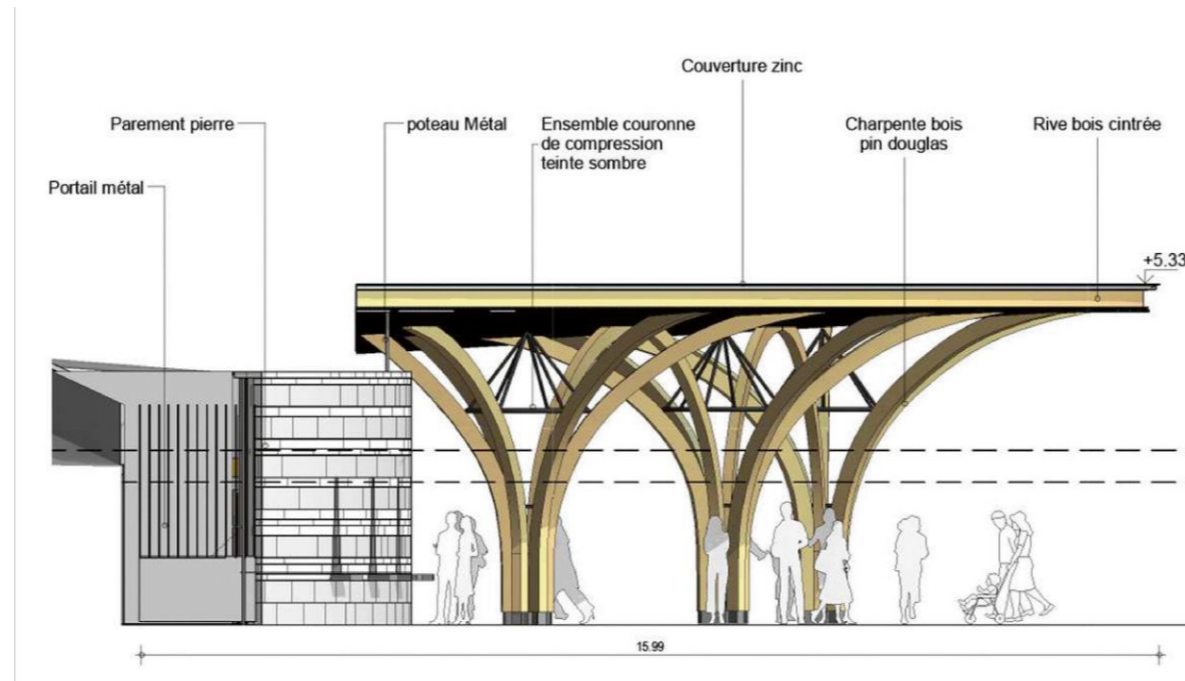 Couverture zinc
Parement pierre
poteau Métal
Ensemble couronne
de compression
teinte sombre
Charpente bois
pin douglas
Rive bois cintrée
Portail métal
+5.33
15.99